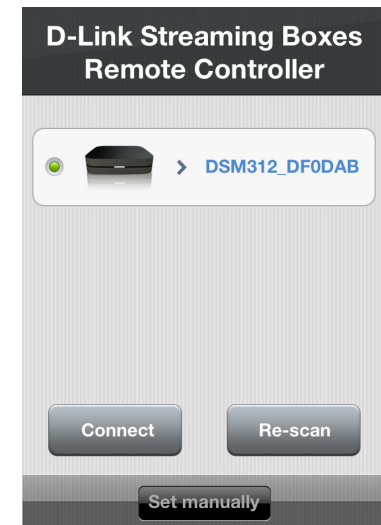 D-Link Streaming Boxes
Remote Controller
DSM312_DF0DAB
Connect
Re-scan
Set manually